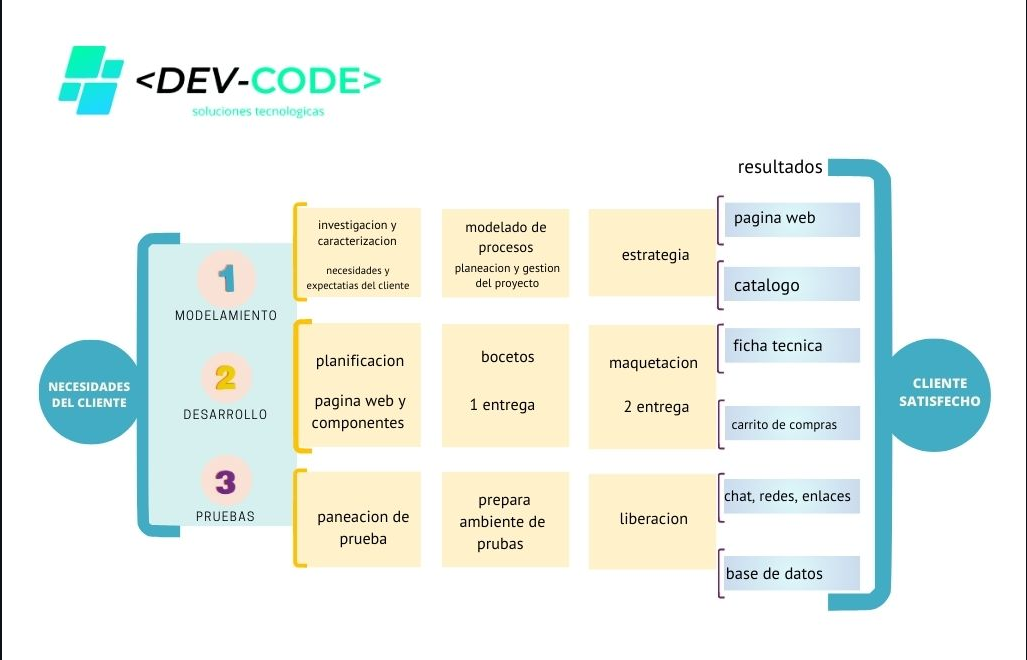 <DEV-CODE>
soluciones tecnologicas
NECESIDADES
DEL CLIENTE
1
MODELAMIENTO
2
DESARROLLO
3
PRUEBAS
investigacion y
caracterizacion
necesidades y
expectatias del cliente
modelado de
procesos
planeacion y gestion
del proyecto
estrategia
planificacion
pagina web y
componentes
bocetos
1 entrega
maquetacion
2 entrega
paneacion de
prueba
prepara
ambiente de
prubas
liberacion
resultados
pagina web
catalogo
ficha tecnica
carrito de compras
chat, redes, enlaces
base de datos
CLIENTE
SATISFECHO